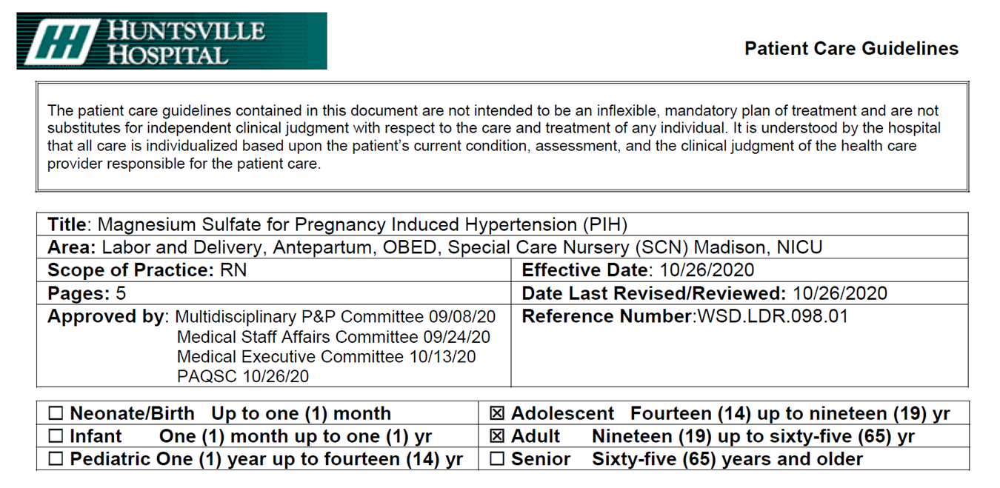 HUNTSVILLE
HOSPITAL
Patient Care Guidelines
The patient care guidelines contained in this document are not intended to be an inflexible, mandatory plan of treatment and are not
substitutes for independent clinical judgment with respect to the care and treatment of any individual. It is understood by the hospital
that all care is individualized based upon the patient's current condition, assessment, and the clinical judgment of the health care
provider responsible for the patient care.
Title: Magnesium Sulfate for Pregnancy Induced Hypertension (PIH)
Area: Labor and Delivery, Antepartum, OBED, Special Care Nursery (SCN) Madison, NICU
Scope of Practice: RN
Effective Date: 10/26/2020
Pages: 5
Date Last Revised/Reviewed: 10/26/2020
Approved by: Multidisciplinary P&P Committee 09/08/20
Medical Staff Affairs Committee 09/24/20
Medical Executive Committee 10/13/20
PAQSC 10/26/20
Reference Number:WSD.LDR.098.01
☐ Neonate/Birth Up to one (1) month
☒ Adolescent Fourteen (14) up to nineteen (19) yr
☐ Infant One (1) month up to one (1) yr
☒ Adult Nineteen (19) up to sixty-five (65) yr
☐ Pediatric One (1) year up to fourteen (14) yr
☐ Senior Sixty-five (65) years and older